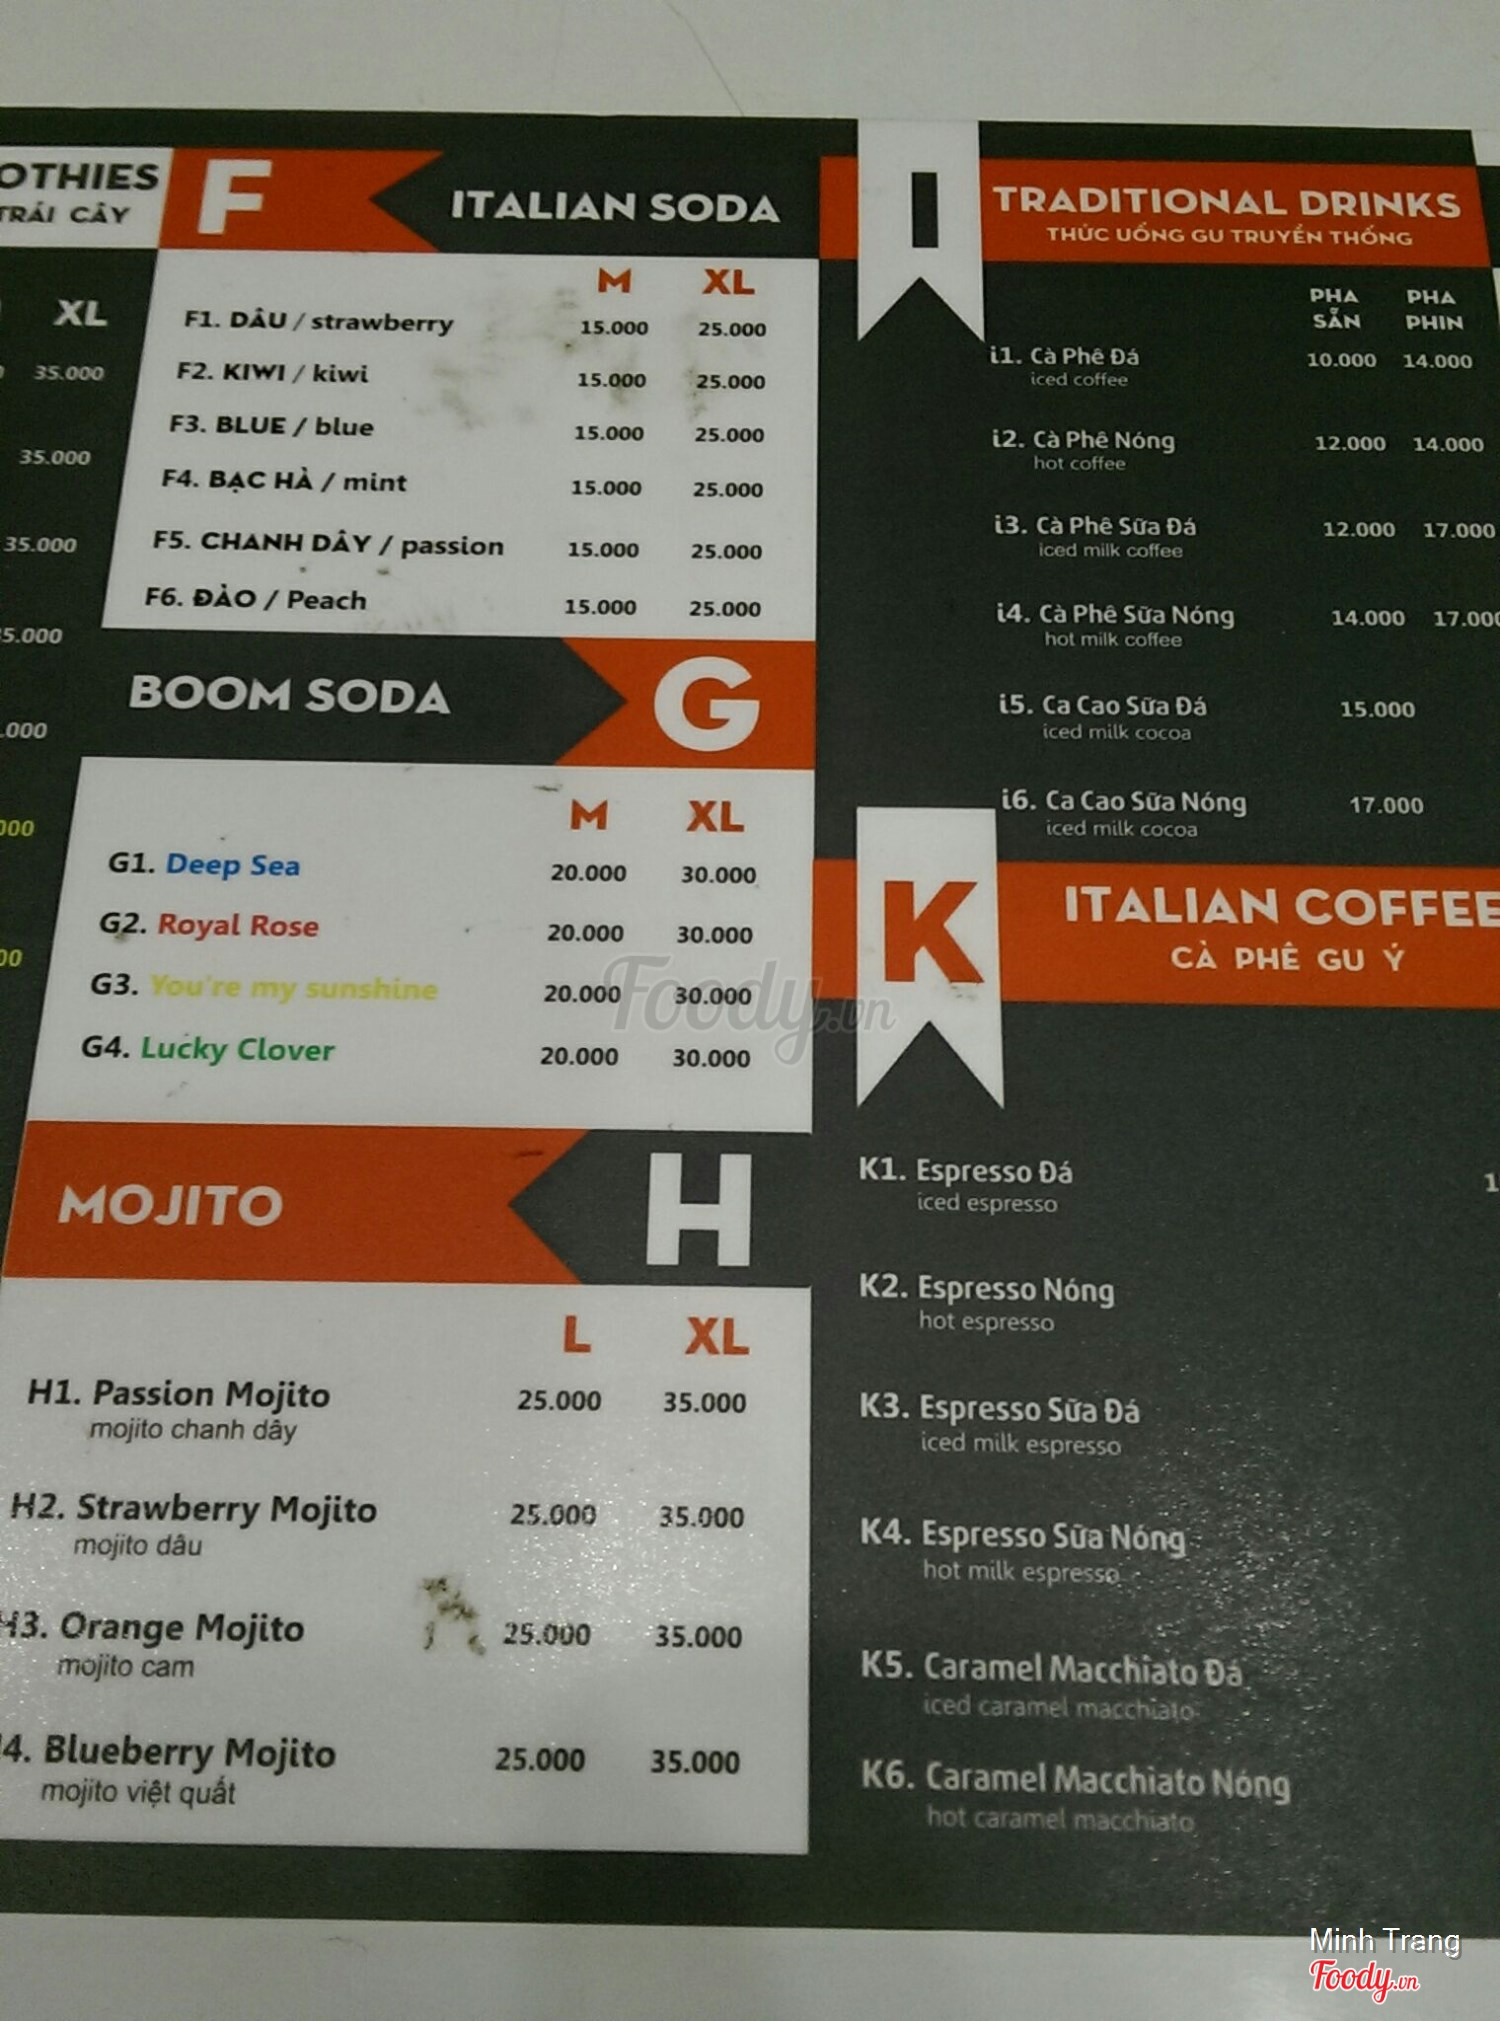 OTHIES
TRÁI CÂY
XL
35.000
35.000
35.000
5.000
.000
000
00
F ITALIAN SODA
M XL
F1. DÂU / strawberry 15.000 25.000
F2. KIWI / kiwi 15.000 25.000
F3. BLUE / blue 15.000 25.000
F4. BẠC HÀ / mint 15.000 25.000
F5. CHANH DÂY / passion 15.000 25.000
F6. ĐÀO / Peach 15.000 25.000
BOOM SODA G
M XL
G1. Deep Sea 20.000 30.000
G2. Royal Rose 20.000 30.000
G3. You're my sunshine 20.000 30.000
G4. Lucky Clover 20.000 30.000
MOJITO H
L XL
H1. Passion Mojito 25.000 35.000
mojito chanh dây
H2. Strawberry Mojito 25.000 35.000
mojito dâu
H3. Orange Mojito 25.000 35.000
mojito cam
4. Blueberry Mojito 25.000 35.000
mojito việt quất
I TRADITIONAL DRINKS
THỨC UỐNG GU TRUYỀN THỐNG
PHA PHA
SẴN PHIN
i1. Cà Phê Đá 10.000 14.000
iced coffee
i2. Cà Phê Nóng 12.000 14.000
hot coffee
i3. Cà Phê Sữa Đá 12.000 17.000
iced milk coffee
i4. Cà Phê Sữa Nóng 14.000 17.000
hot milk coffee
i5. Ca Cao Sữa Đá 15.000
iced milk cocoa
i6. Ca Cao Sữa Nóng 17.000
iced milk cocoa
K ITALIAN COFFEE
CÀ PHÊ GU Ý
K1. Espresso Đá 1
iced espresso
K2. Espresso Nóng
hot espresso
K3. Espresso Sữa Đá
iced milk espresso
K4. Espresso Sữa Nóng
hot milk espresso
K5. Caramel Macchiato Đá
iced caramel macchiato
K6. Caramel Macchiato Nóng
hot caramel macchiato
Foody.vn
Minh Trang
Foody.vn